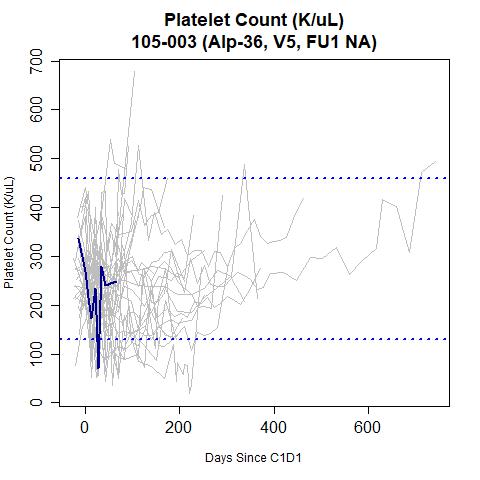 Platelet Count (K/uL)
105-003 (Alp-36, V5, FU1 NA)
Platelet Count (K/uL)
700
600
500
400
300
200
100
0
0 200 400 600
Days Since C1D1